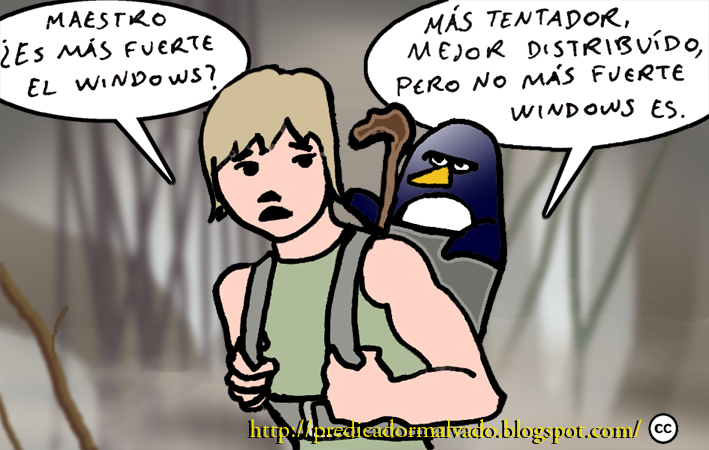 MAESTRO
¿ES MÁS FUERTE
EL WINDOWS?
MÁS TENTADOR,
MEJOR DISTRIBUÍDO,
PERO NO MÁS FUERTE
WINDOWS ES.
http://predicadormalvado.blogspot.com/ cc